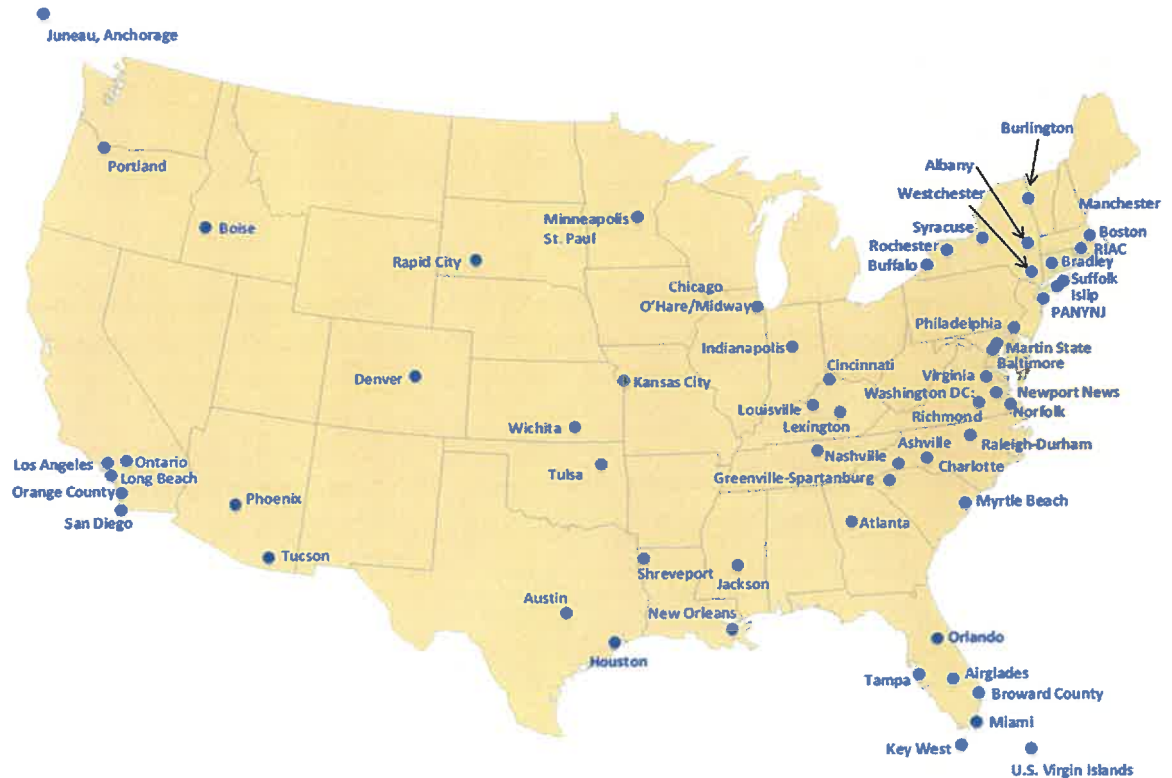 Juneau, Anchorage
Burlington
Portland
Albany
Westchester
Manchester
Minneapolis
St. Paul
Boise
Syracuse
Boston
Rochester
RIAC
Rapid City
Buffalo
Bradley
Suffolk
Islip
Chicago
O'Hare/Midway
PANYNJ
Philadelphia
Indianapolis
Martin State
Baltimore
Cincinnati
Denver
Kansas City
Virginia
Washington DC:
Newport News
Louisville
Lexington
Richmond
Norfolk
Wichita
Ashville
Raleigh-Durham
Los Angeles
Ontario
Nashville
Charlotte
Long Beach
Tulsa
Greenville-Spartanburg
Orange County
Phoenix
Myrtle Beach
San Diego
Atlanta
Tucson
Shreveport
Jackson
Austin
New Orleans
Orlando
Houston
Tampa
Airglades
Broward County
Miami
Key West
U.S. Virgin Islands